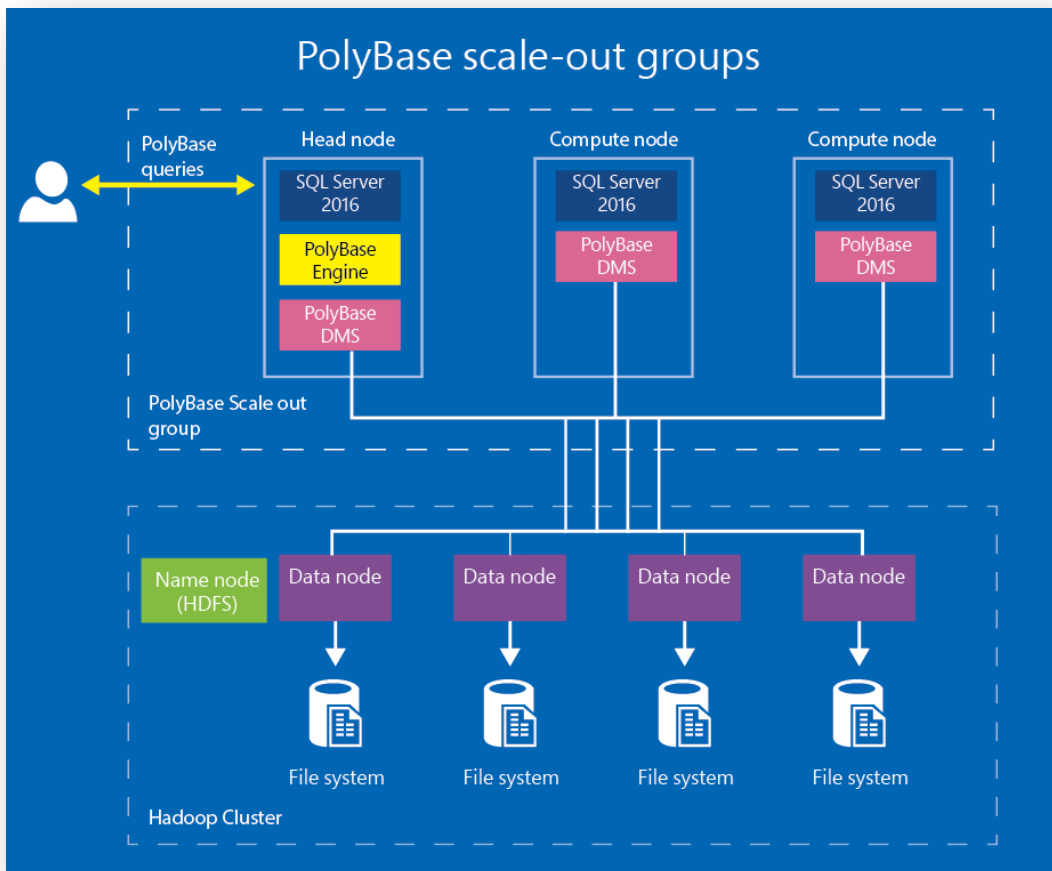 PolyBase scale-out groups
PolyBase
queries
Head node
Compute node
Compute node
SQL Server
2016
SQL Server
2016
SQL Server
2016
PolyBase
Engine
PolyBase
DMS
PolyBase
DMS
PolyBase
DMS
PolyBase Scale out
group
Name node
(HDFS)
Data node
Data node
Data node
Data node
File system
File system
File system
File system
Hadoop Cluster